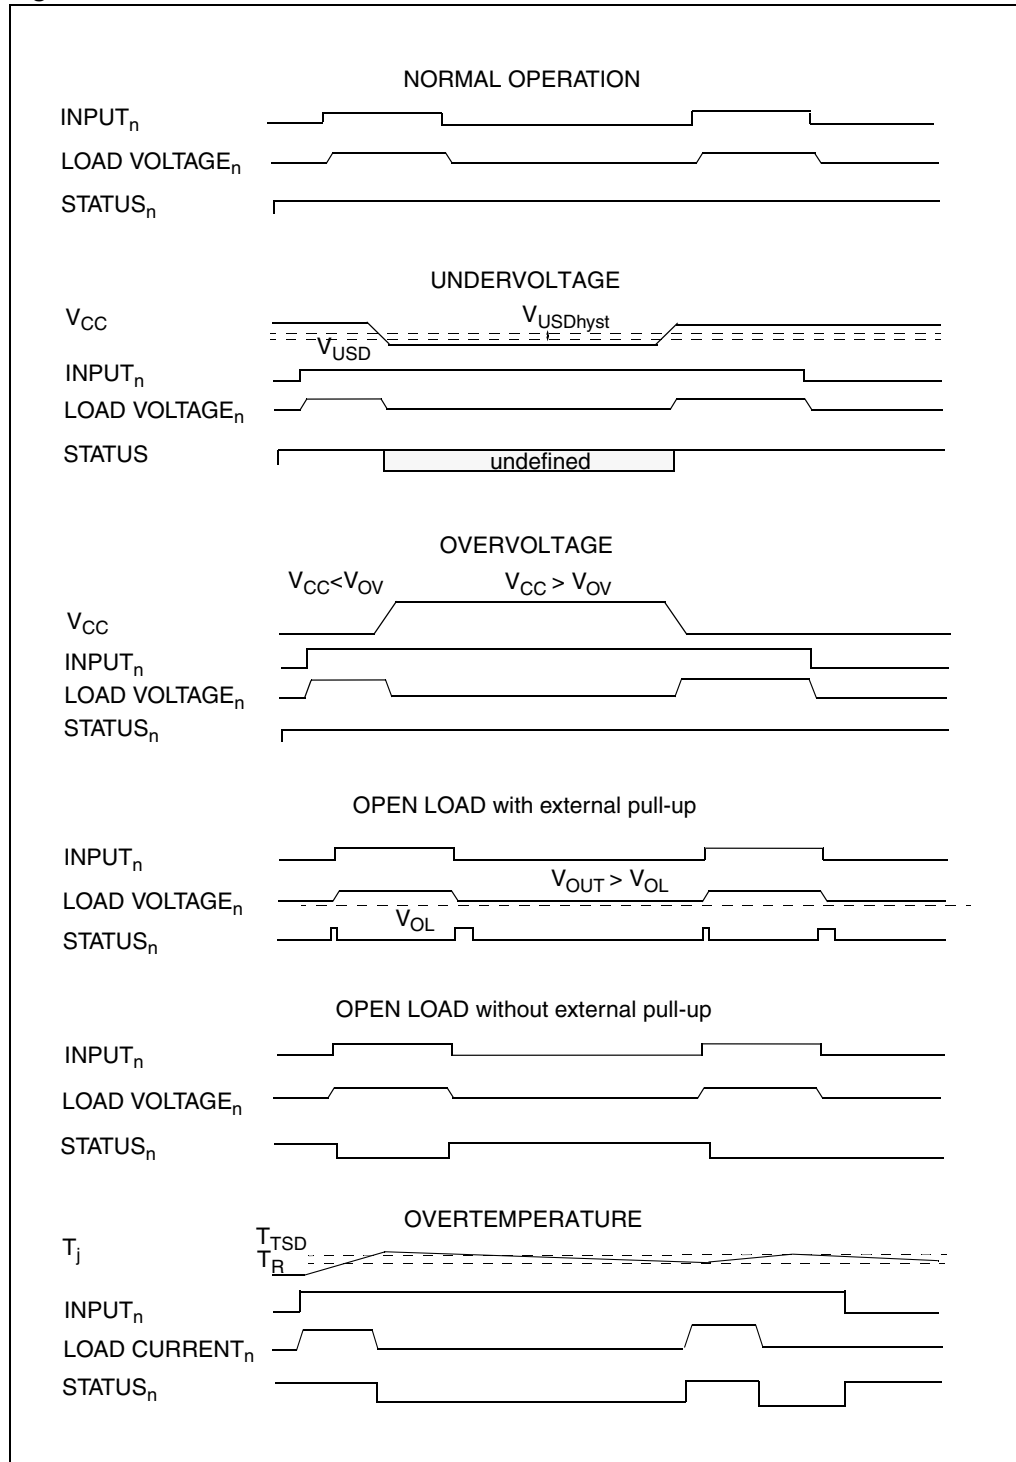 NORMAL OPERATION
INPUTn
LOAD VOLTAGEn
STATUSn
UNDERVOLTAGE
VCC
VUSDhyst
VUSD
INPUTn
LOAD VOLTAGEn
STATUS
undefined
OVERVOLTAGE
VCC<VOV
VCC > VOV
VCC
INPUTn
LOAD VOLTAGEn
STATUSn
OPEN LOAD with external pull-up
INPUTn
VOUT > VOL
LOAD VOLTAGEn
VOL
STATUSn
OPEN LOAD without external pull-up
INPUTn
LOAD VOLTAGEn
STATUSn
OVERTEMPERATURE
Tj
TTSD
TR
INPUTn
LOAD CURRENTn
STATUSn